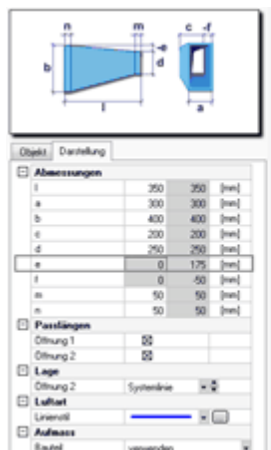 n m
c -f
-e
b d
l a
Objekt Darstellung
Abmessungen
l 350 350 [mm]
a 300 300 [mm]
b 400 400 [mm]
c 200 200 [mm]
d 250 250 [mm]
e 0 175 [mm]
f 0 -50 [mm]
m 50 50 [mm]
n 50 50 [mm]
Passlängen
Öffnung 1
Öffnung 2
Lage
Öffnung 2 Systemlinie
Luftart
Linienstil
Aufmass
Bauteil verwenden